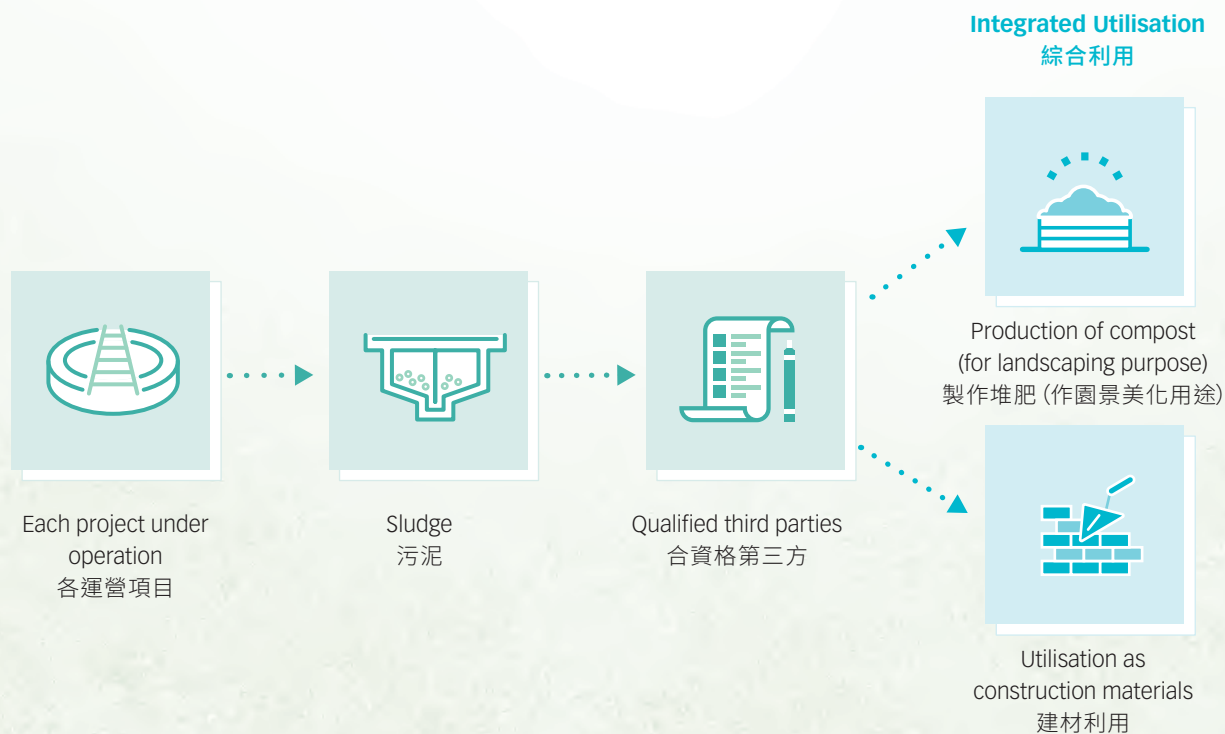 Integrated Utilisation
綜合利用
Each project under
operation
各運營項目
Sludge
污泥
Qualified third parties
合資格第三方
Production of compost
(for landscaping purpose)
製作堆肥（作園景美化用途）
Utilisation as
construction materials
建材利用